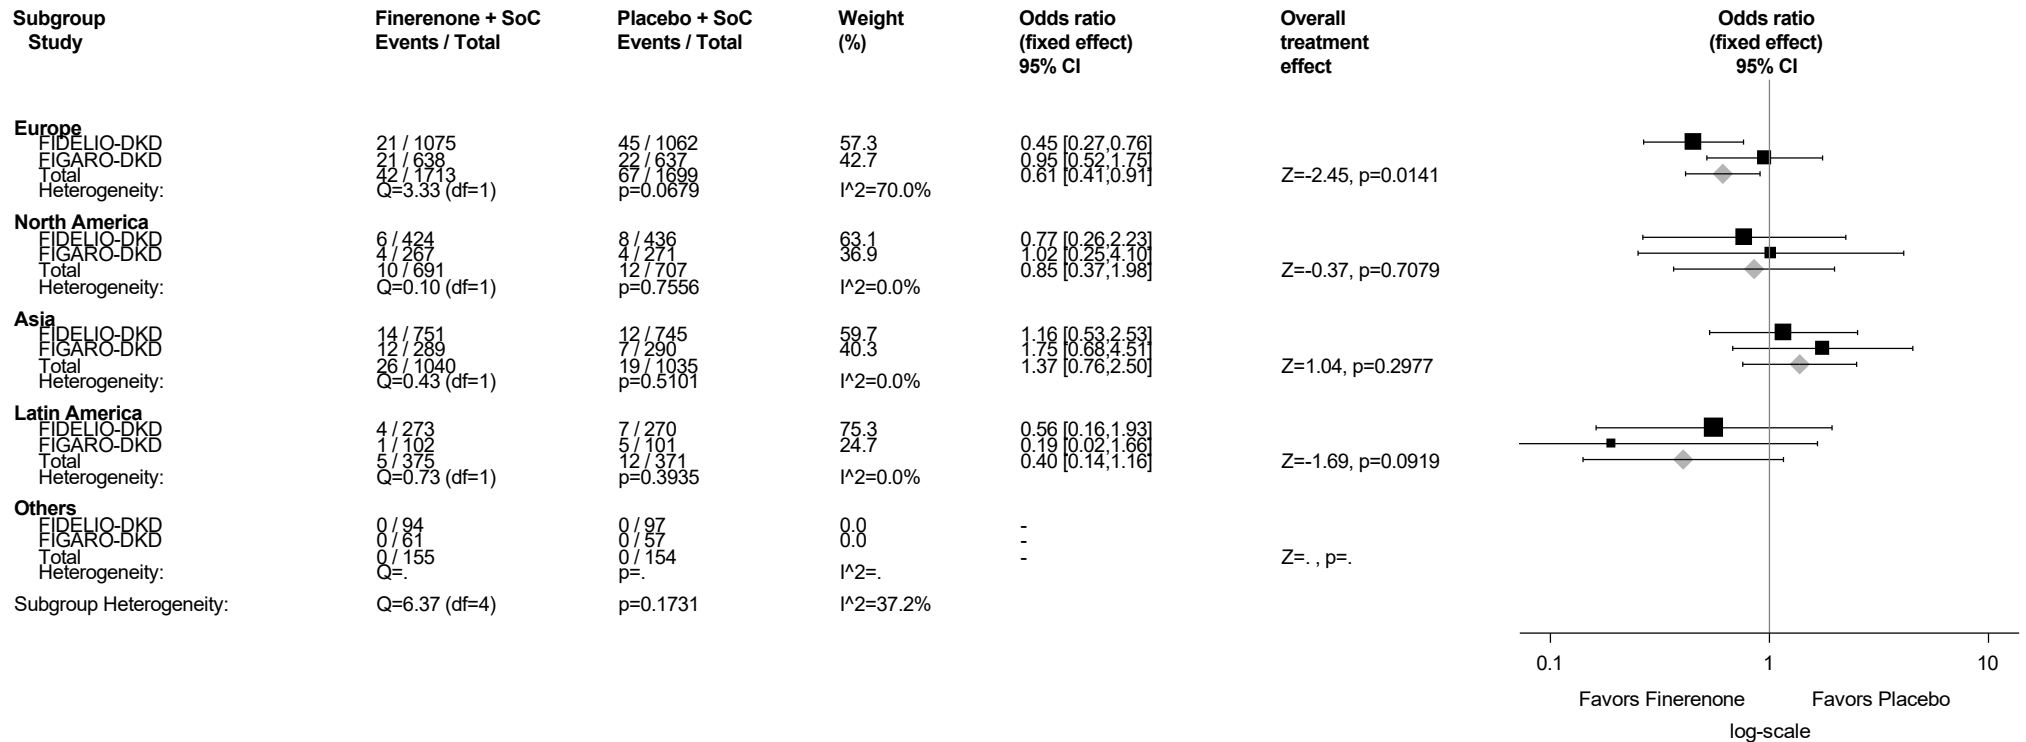 Subgroup Finerenone + SoC Placebo + SoC Weight Odds ratio Overall Odds ratio
Study Events / Total Events / Total (%) (fixed effect) treatment (fixed effect)
95% CI effect 95% CI
Europe
FIDELIO-DKD 21 / 1075 45 / 1062 57.3 0.45 [0.27,0.76]
FIGARO-DKD 21 / 638 22 / 637 42.7 0.95 [0.52,1.75]
Total 42 / 1713 67 / 1699 0.61 [0.41,0.91] Z=-2.45, p=0.0141
Heterogeneity: Q=3.33 (df=1) p=0.0679 I^2=70.0%
North America
FIDELIO-DKD 6 / 424 8 / 436 63.1 0.77 [0.26,2.23]
FIGARO-DKD 4 / 267 4 / 271 36.9 1.02 [0.25,4.10]
Total 10 / 691 12 / 707 0.85 [0.37,1.98] Z=-0.37, p=0.7079
Heterogeneity: Q=0.10 (df=1) p=0.7556 I^2=0.0%
Asia
FIDELIO-DKD 14 / 751 12 / 745 59.7 1.16 [0.53,2.53]
FIGARO-DKD 12 / 289 7 / 290 40.3 1.75 [0.68,4.51]
Total 26 / 1040 19 / 1035 1.37 [0.76,2.50] Z=1.04, p=0.2977
Heterogeneity: Q=0.43 (df=1) p=0.5101 I^2=0.0%
Latin America
FIDELIO-DKD 4 / 273 7 / 270 75.3 0.56 [0.16,1.93]
FIGARO-DKD 1 / 102 5 / 101 24.7 0.19 [0.02,1.66]
Total 5 / 375 12 / 371 0.40 [0.14,1.16] Z=-1.69, p=0.0919
Heterogeneity: Q=0.73 (df=1) p=0.3935 I^2=0.0%
Others
FIDELIO-DKD 0 / 94 0 / 97 0.0 -
FIGARO-DKD 0 / 61 0 / 57 0.0 -
Total 0 / 155 0 / 154 - Z=. , p=.
Heterogeneity: Q=. p=. I^2=.
Subgroup Heterogeneity: Q=6.37 (df=4) p=0.1731 I^2=37.2%
0.1 1 10
Favors Finerenone Favors Placebo
log-scale